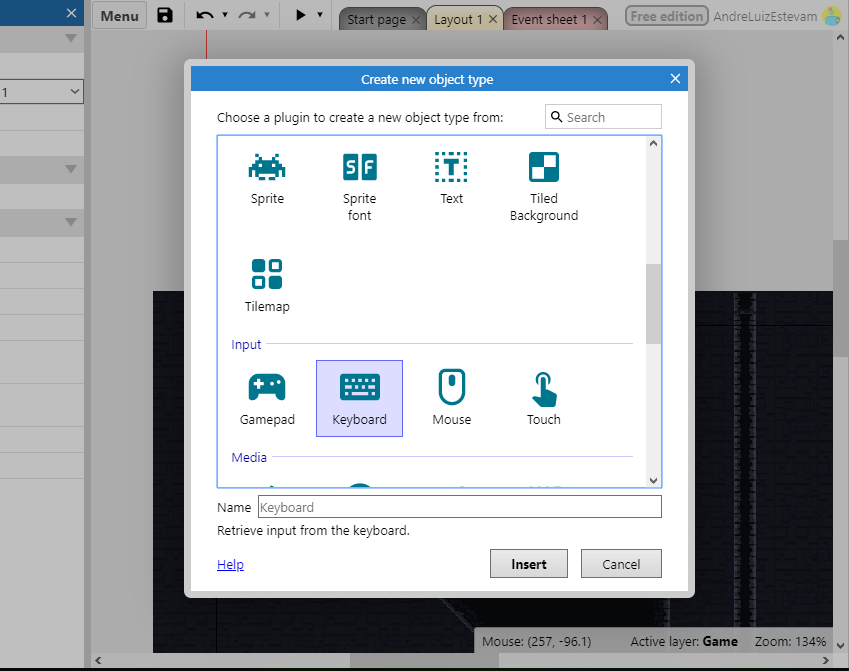 Menu
Start page
Layout 1
Event sheet 1
Free edition
AndreLuizEstevam
1
Create new object type
Choose a plugin to create a new object type from:
Search
Sprite
Sprite
font
Text
Tiled
Background
Tilemap
Input
Gamepad
Keyboard
Mouse
Touch
Media
Name
Keyboard
Retrieve input from the keyboard.
Help
Insert
Cancel
Mouse: (257, -96.1)
Active layer: Game
Zoom: 134%